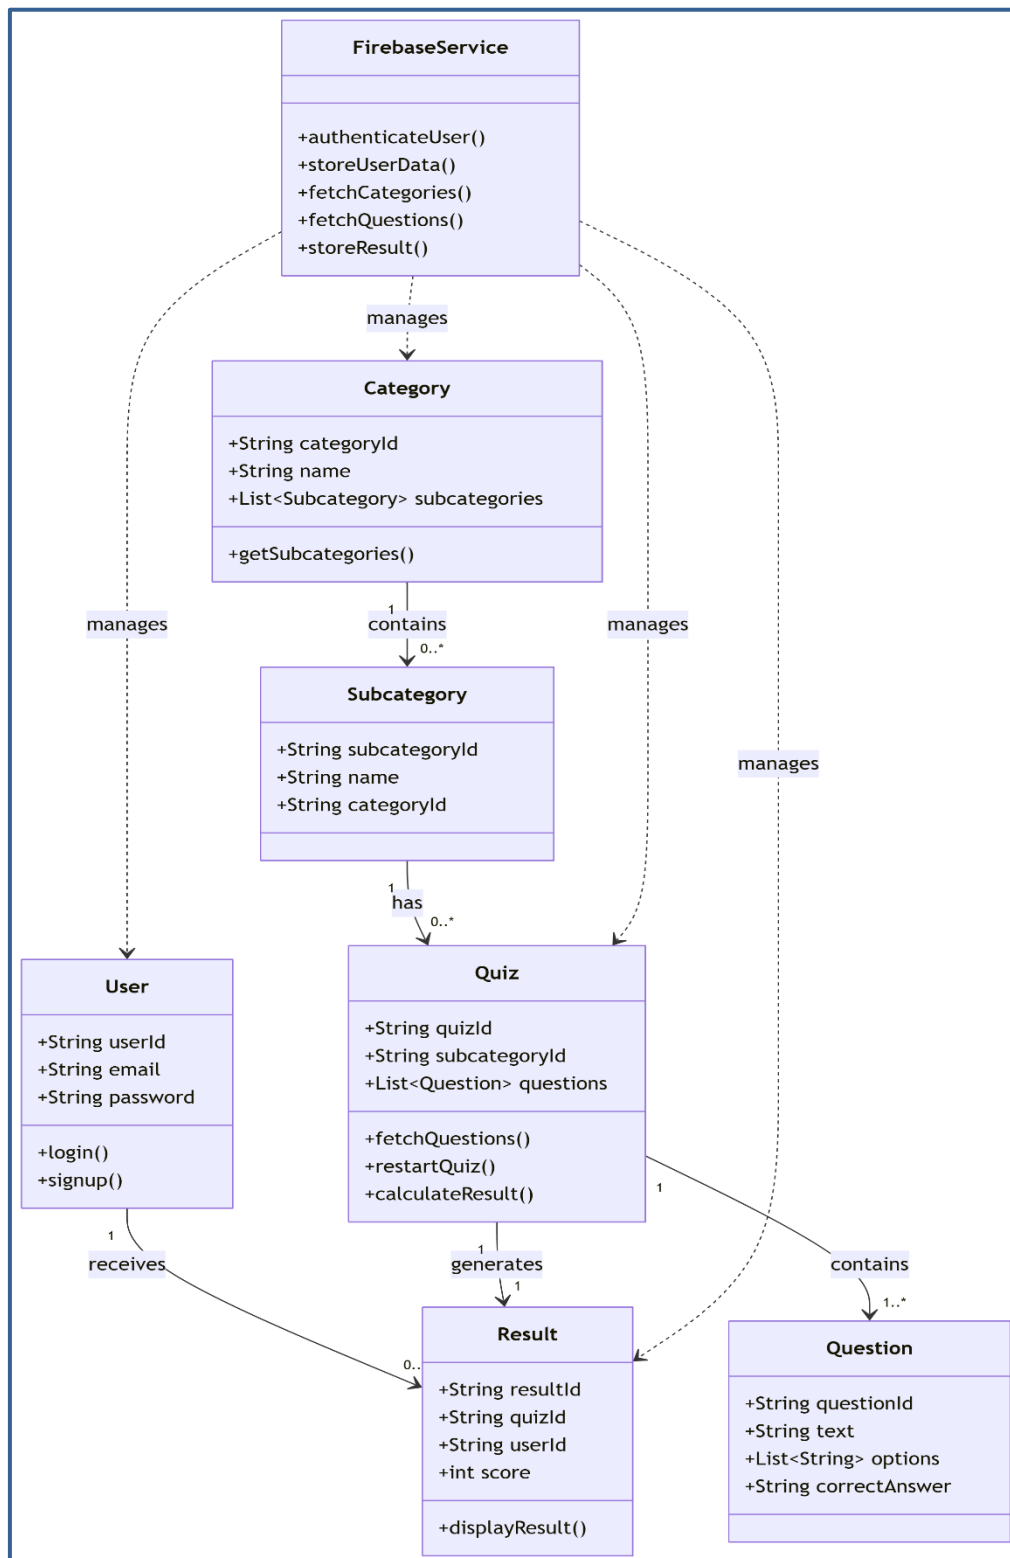 FirebaseService
+authenticateUser()
+storeUserData()
+fetchCategories()
+fetchQuestions()
+storeResult()
manages
Category
+String categoryId
+String name
+List<Subcategory> subcategories
+getSubcategories()
1
contains
0..*
manages
manages
Subcategory
+String subcategoryId
+String name
+String categoryId
manages
1
has
0..*
User
+String userId
+String email
+String password
+login()
+signup()
Quiz
+String quizId
+String subcategoryId
+List<Question> questions
+fetchQuestions()
+restartQuiz()
+calculateResult()
1
1
receives
1
generates
1
contains
1..*
0..
Result
+String resultId
+String quizId
+String userId
+int score
+displayResult()
Question
+String questionId
+String text
+List<String> options
+String correctAnswer